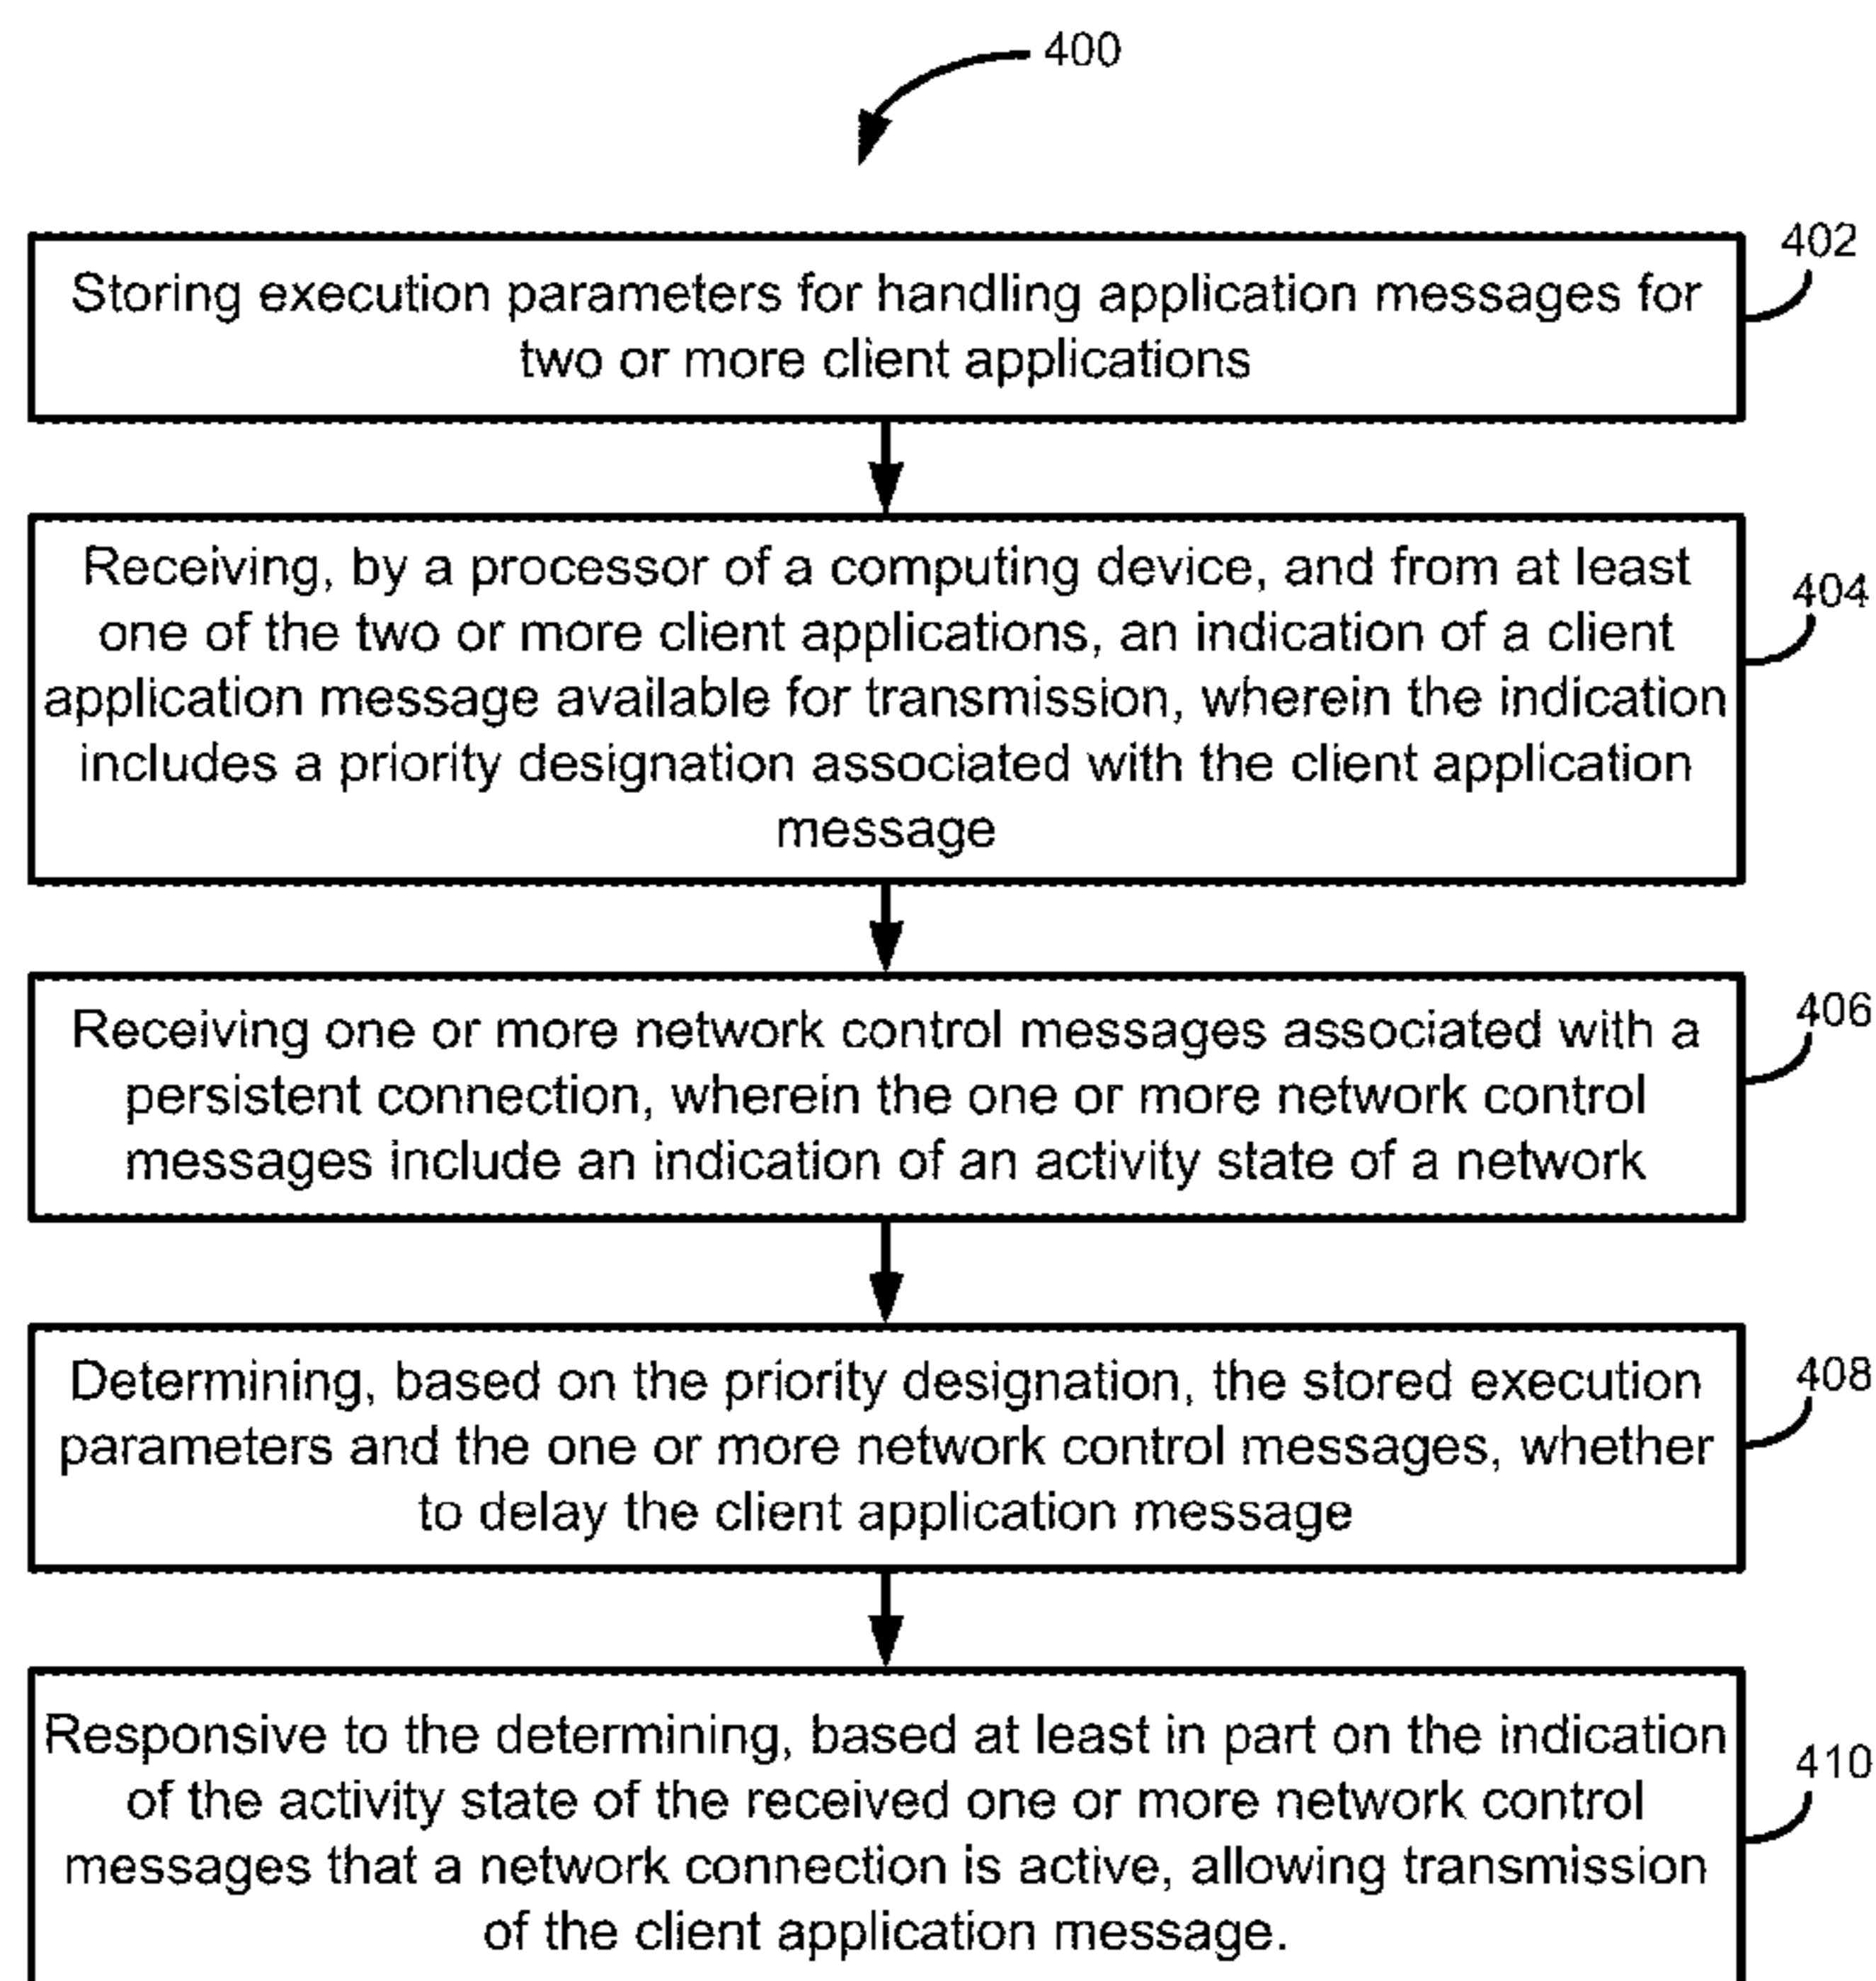 400
402
Storing execution parameters for handling application messages for
two or more client applications
404
Receiving, by a processor of a computing device, and from at least
one of the two or more client applications, an indication of a client
application message available for transmission, wherein the indication
includes a priority designation associated with the client application
message
406
Receiving one or more network control messages associated with a
persistent connection, wherein the one or more network control
messages include an indication of an activity state of a network
408
Determining, based on the priority designation, the stored execution
parameters and the one or more network control messages, whether
to delay the client application message
410
Responsive to the determining, based at least in part on the indication
of the activity state of the received one or more network control
messages that a network connection is active, allowing transmission
of the client application message.